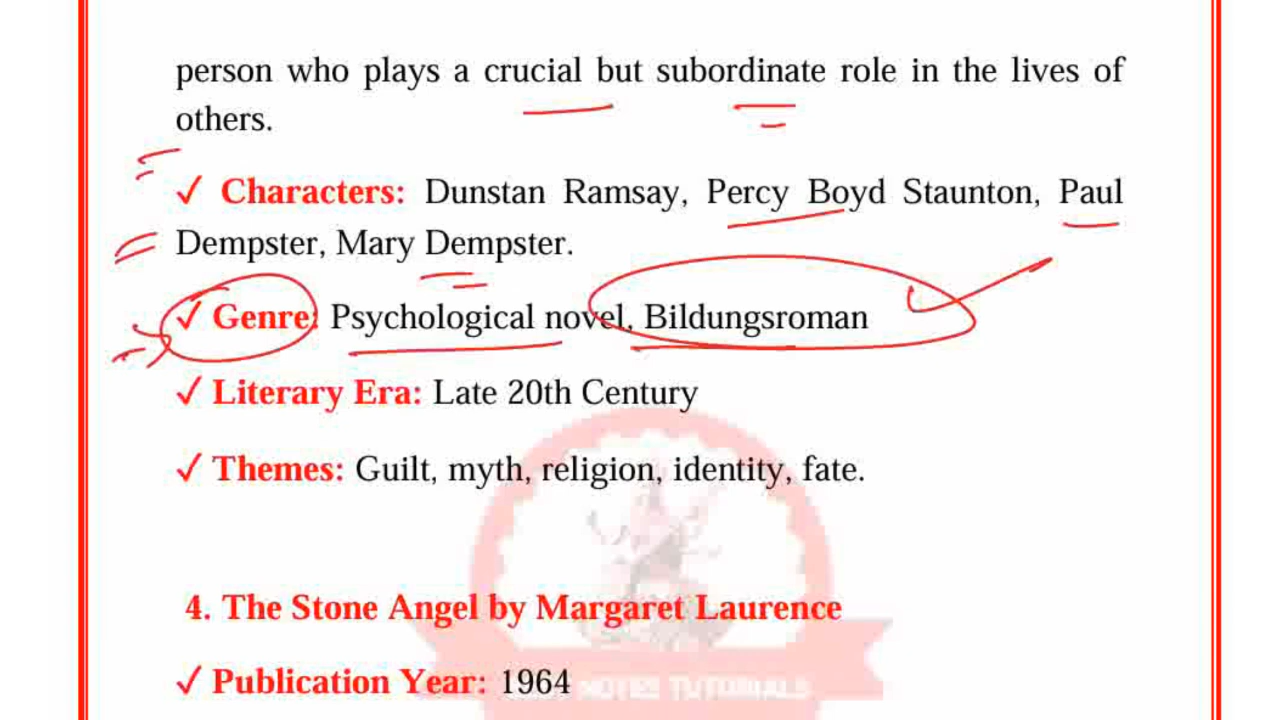 person who plays a crucial but subordinate role in the lives of
others.
✓ Characters: Dunstan Ramsay, Percy Boyd Staunton, Paul
Dempster, Mary Dempster.
✓ Genre: Psychological novel, Bildungsroman
✓ Literary Era: Late 20th Century
✓ Themes: Guilt, myth, religion, identity, fate.
4. The Stone Angel by Margaret Laurence
✓ Publication Year: 1964
NOTES TUTORIALS